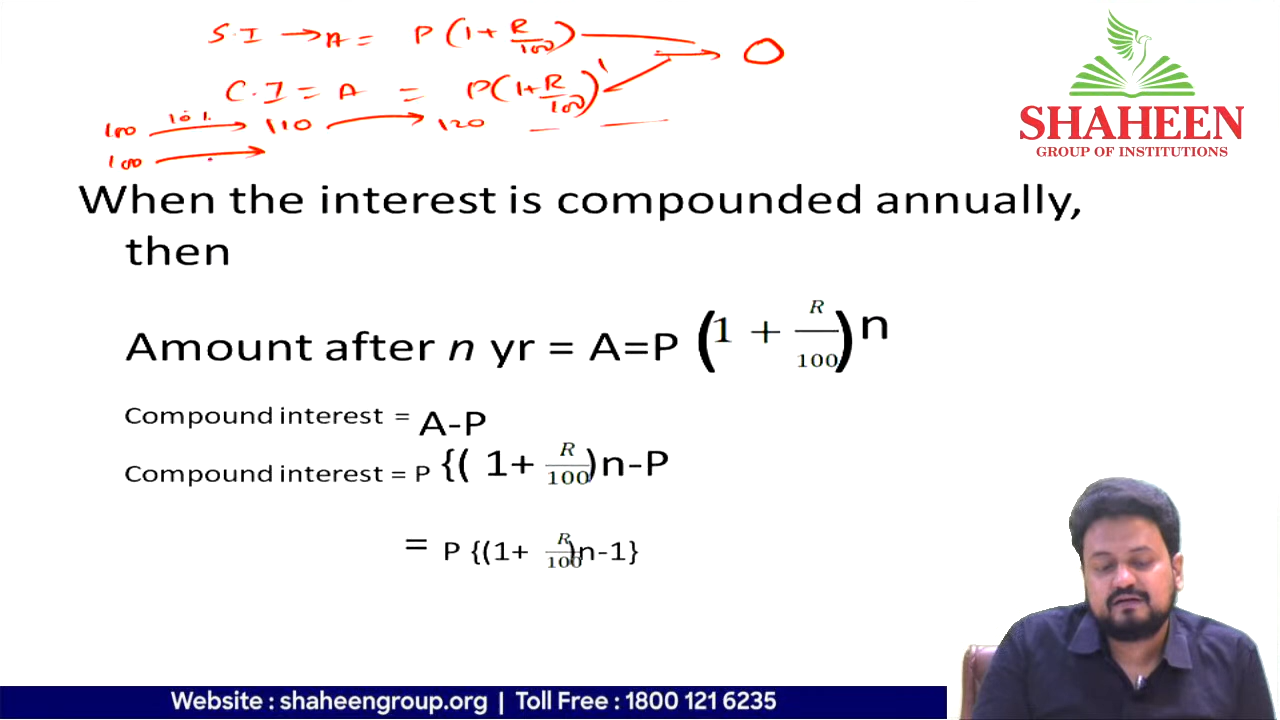 S.I → A = P(1+ R/100) → 0
C.I = A = P(1+ R/100)^1
100 10% 110 → 120
100 →
SHAHEEN
GROUP OF INSTITUTIONS
When the interest is compounded annually,
then
Amount after n yr = A=P (1 + R/100)n
Compound interest = A-P
Compound interest = P {( 1+ R/100)n-P
= P {(1+ R/100)n-1}
Website : shaheengroup.org | Toll Free : 1800 121 6235